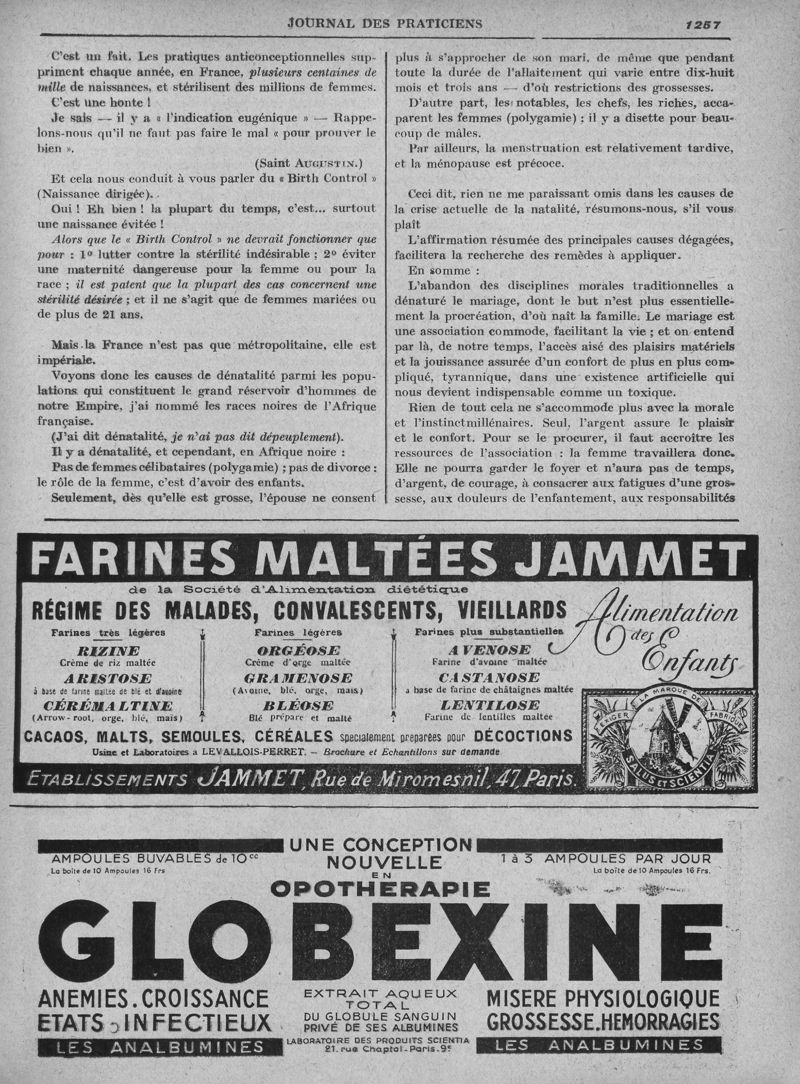 JOURNAL DES PRATICIENS
1257
C'est un fait. Les pratiques anticonceptionnelles sup-
priment chaque année, en France, plusieurs centaines de
mille de naissances, et stérilisent des millions de femmes.
C'est une honte !
Je sais — il y a « l'indication eugénique » — Rappe-
lons-nous qu'il ne faut pas faire le mal « pour prouver le
bien ».
(Saint AUGUSTIN.)
Et cela nous conduit à vous parler du « Birth Control »
(Naissance dirigée).
Oui ! Eh bien ! la plupart du temps, c'est... surtout
une naissance évitée !
Alors que le « Birth Control » ne devrait fonctionner que
pour : 1º lutter contre la stérilité indésirable ; 2º éviter
une maternité dangereuse pour la femme ou pour la
race ; il est patent que la plupart des cas concernent une
stérilité désirée ; et il ne s'agit que de femmes mariées ou
de plus de 21 ans.
Mais la France n'est pas que métropolitaine, elle est
impériale.
Voyons donc les causes de dénatalité parmi les popu-
lations qui constituent le grand réservoir d'hommes de
notre Empire, j'ai nommé les races noires de l'Afrique
française.
(J'ai dit dénatalité, je n'ai pas dit dépeuplement).
Il y a dénatalité, et cependant, en Afrique noire :
Pas de femmes célibataires (polygamie) ; pas de divorce :
le rôle de la femme, c'est d'avoir des enfants.
Seulement, dès qu'elle est grosse, l'épouse ne consent
plus à s'approcher de son mari, de même que pendant
toute la durée de l'allaitement qui varie entre dix-huit
mois et trois ans — d'où restrictions des grossesses.
D'autre part, les notables, les chefs, les riches, acca-
parent les femmes (polygamie) : il y a disette pour beau-
coup de mâles.
Par ailleurs, la menstruation est relativement tardive,
et la ménopause est précoce.
Ceci dit, rien ne me paraissant omis dans les causes de
la crise actuelle de la natalité, résumons-nous, s'il vous
plaît
L'affirmation résumée des principales causes dégagées,
facilitera la recherche des remèdes à appliquer.
En somme :
L'abandon des disciplines morales traditionnelles a
dénaturé le mariage, dont le but n'est plus essentielle-
ment la procréation, d'où naît la famille. Le mariage est
une association commode, facilitant la vie ; et on entend
par là, de notre temps, l'accès aisé des plaisirs matériels
et la jouissance assurée d'un confort de plus en plus com-
pliqué, tyrannique, dans une existence artificielle qui
nous devient indispensable comme un toxique.
Rien de tout cela ne s'accommode plus avec la morale
et l'instinct millénaires. Seul, l'argent assure le plaisir
et le confort. Pour se le procurer, il faut accroître les
ressources de l'association : la femme travaillera donc.
Elle ne pourra garder le foyer et n'aura pas de temps,
d'argent, de courage, à consacrer aux fatigues d'une gros-
sesse, aux douleurs de l'enfantement, aux responsabilités
FARINES MALTÉES JAMMET
de la Société d'Alimentation diététique
RÉGIME DES MALADES, CONVALESCENTS, VIEILLARDS
Alimentation
des
Enfants
Farines très légères
RIZINE
Crème de riz maltée
ARISTOSE
à base de farine maltée de blé et d'avoine
CÉRÉMALTINE
(Arrow-root, orge, blé, maïs)
Farines légères
ORGÉOSE
Crème d'orge maltée
GRAMENOSE
(Avoine, blé, orge, maïs)
BLÉOSE
Blé préparé et malté
Farines plus substantielles
AVENOSE
Farine d'avoine maltée
CASTANOSE
a base de farine de châtaignes maltée
LENTILOSE
Farine de lentilles maltée
CACAOS, MALTS, SEMOULES, CÉRÉALES spécialement préparées pour DÉCOCTIONS
Usine et Laboratoires a LEVALLOIS-PERRET. — Brochure et Echantillons sur demande
ETABLISSEMENTS JAMMET, Rue de Miromesnil, 47, Paris.
EXIGER LA MARQUE DE FABRIQUE
SALUS ET SCIENTIA
AMPOULES BUVABLES de 10cc
La boîte de 10 Ampoules 16 Frs
UNE CONCEPTION
NOUVELLE
EN
OPOTHERAPIE
1 à 3 AMPOULES PAR JOUR
La boîte de 10 Ampoules 16 Frs.
GLOBEXINE
ANEMIES.CROISSANCE
ETATS INFECTIEUX
LES ANALBUMINES
EXTRAIT AQUEUX
TOTAL
DU GLOBULE SANGUIN
PRIVÉ DE SES ALBUMINES
LABORATOIRE DES PRODUITS SCIENTIA
21. rue Chaptal-Paris.9e
MISERE PHYSIOLOGIQUE
GROSSESSE.HEMORRAGIES
LES ANALBUMINES